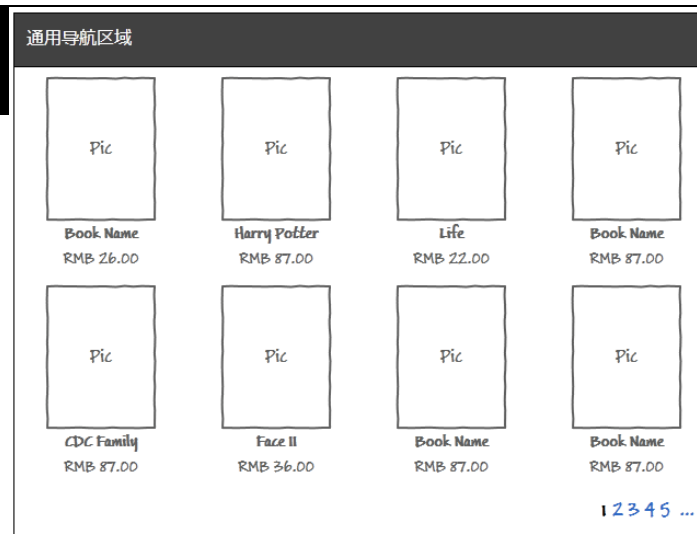 通用导航区域
Pic Pic Pic Pic
Book Name Harry Potter Life Book Name
RMB 26.00 RMB 87.00 RMB 22.00 RMB 87.00
Pic Pic Pic Pic
CDC Family Face II Book Name Book Name
RMB 87.00 RMB 36.00 RMB 87.00 RMB 87.00
1 2 3 4 5 ...